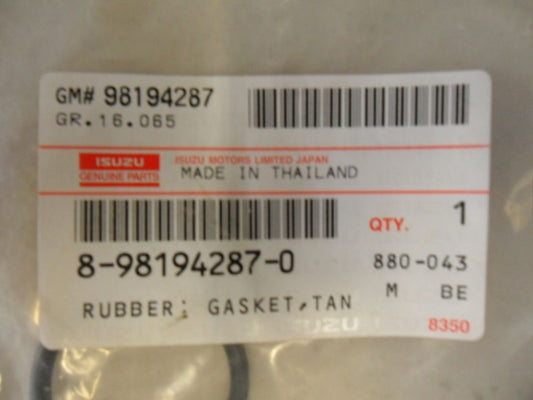 GM# 98194287
GR.16.065
ISUZU
GENUINE PARTS
ISUZU MOTORS LIMITED JAPAN
MADE IN THAILAND
QTY. 1
8-98194287-0 880-043
M BE
RUBBER; GASKET,TAN
ISUZU
8350